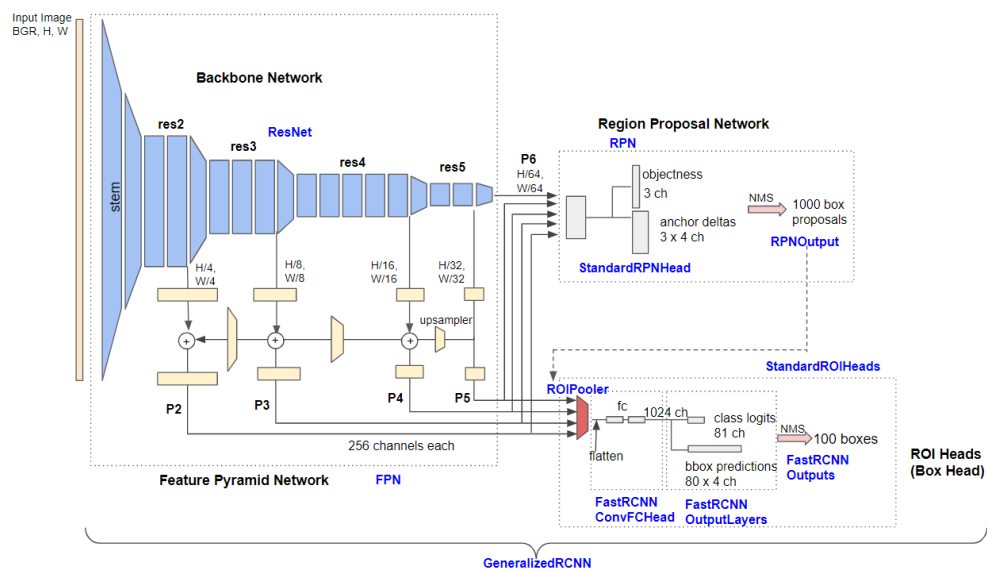 Input Image
BGR, H, W
Backbone Network
ResNet
stem
res2
res3
res4
res5
H/4,
W/4
H/8,
W/8
H/16,
W/16
H/32,
W/32
upsampler
P2
P3
P4
P5
256 channels each
Feature Pyramid Network
FPN
P6
H/64,
W/64
Region Proposal Network
RPN
objectness
3 ch
anchor deltas
3 x 4 ch
StandardRPNHead
NMS
1000 box
proposals
RPNOutput
StandardROIHeads
ROIPooler
fc
1024 ch
flatten
class logits
81 ch
bbox predictions
80 x 4 ch
FastRCNN
ConvFCHead
FastRCNN
OutputLayers
NMS
100 boxes
FastRCNN
Outputs
ROI Heads
(Box Head)
GeneralizedRCNN
+
+
+